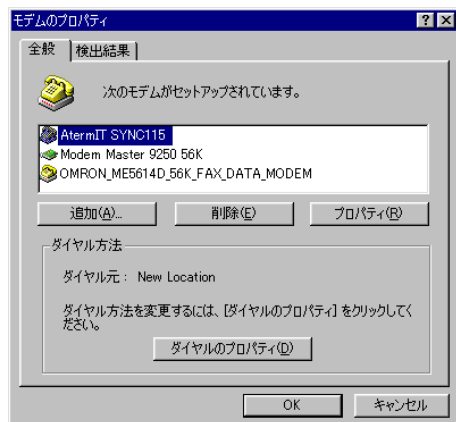 モデムのプロパティ
全般
検出結果
次のモデムがセットアップされています。
AtermIT SYNC115
Modem Master 9250 56K
OMRON_ME5614D_56K_FAX_DATA_MODEM
追加(A)...
削除(E)
プロパティ(R)
ダイヤル方法
ダイヤル元： New Location
ダイヤル方法を変更するには、[ダイヤルのプロパティ] をクリックしてく
ださい。
ダイヤルのプロパティ(D)
OK
キャンセル